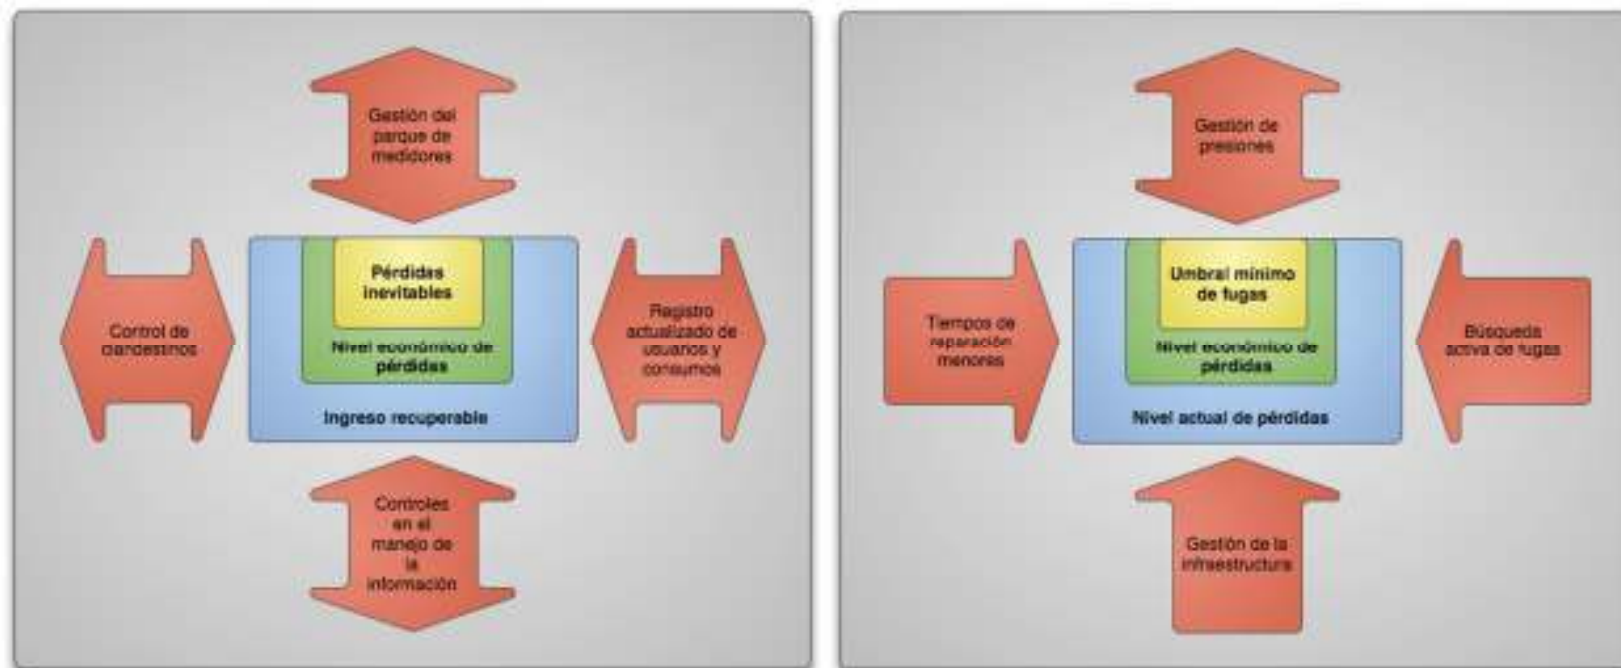 Gestión del
parque de
medidores
Control de
clandestinos
Pérdidas
inevitables
Nivel económico de
pérdidas
Ingreso recuperable
Registro
actualizado de
usuarios y
consumos
Controles
en el
manejo de
la
información
Gestión de
presiones
Tiempos de
reparación
menores
Umbral mínimo
de fugas
Nivel económico de
pérdidas
Nivel actual de pérdidas
Búsqueda
activa de fugas
Gestión de la
infraestructura